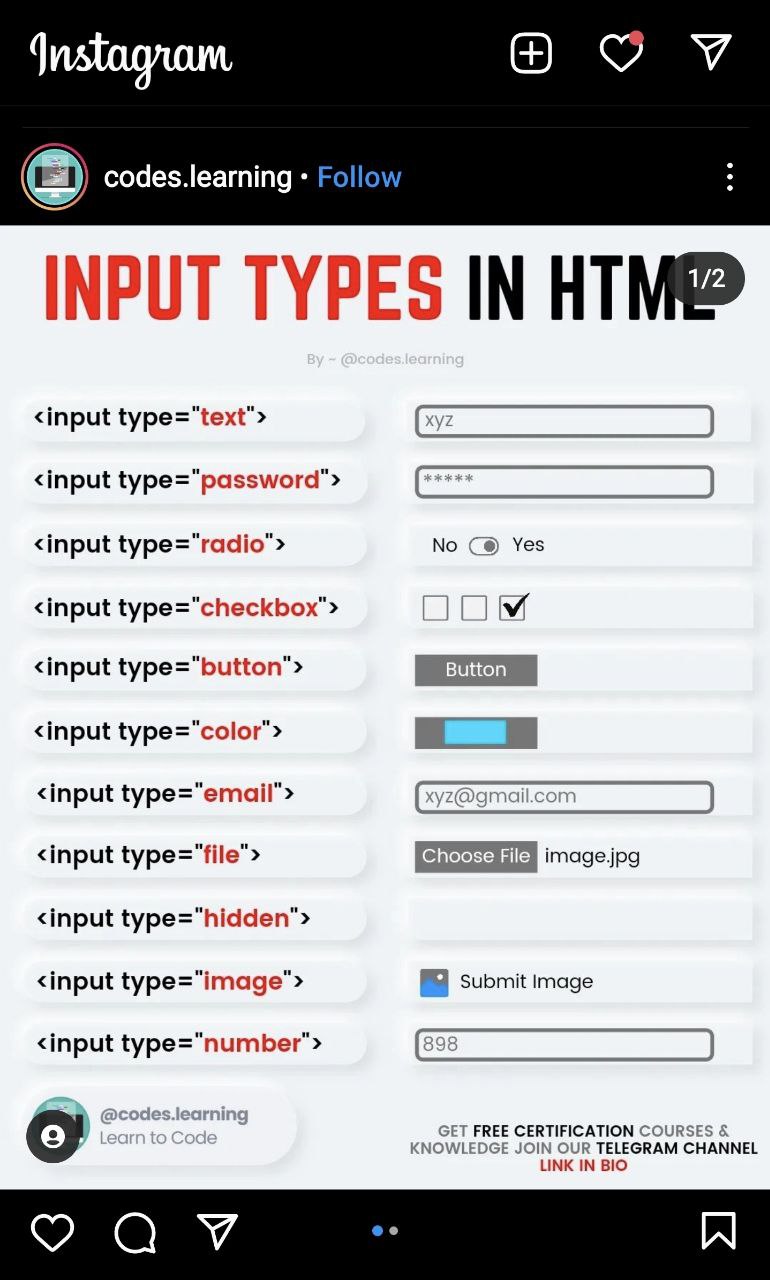 Instagram
codes.learning • Follow
INPUT TYPES IN HTML
1/2
By ~ @codes.learning
<input type="text">
xyz
<input type="password">
*****
<input type="radio">
No Yes
<input type="checkbox">
<input type="button">
Button
<input type="color">
<input type="email">
xyz@gmail.com
<input type="file">
Choose File image.jpg
<input type="hidden">
<input type="image">
Submit Image
<input type="number">
898
@codes.learning
Learn to Code
GET FREE CERTIFICATION COURSES &
KNOWLEDGE JOIN OUR TELEGRAM CHANNEL
LINK IN BIO